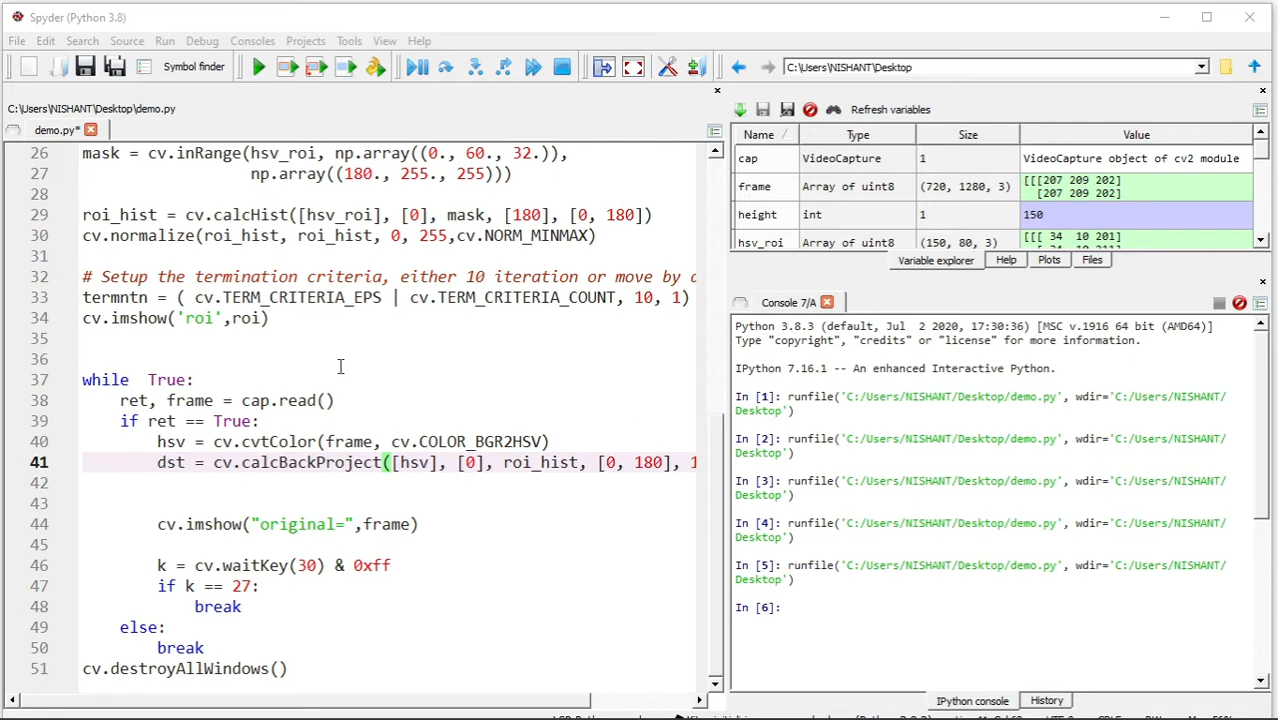 Spyder (Python 3.8)
File Edit Search Source Run Debug Consoles Projects Tools View Help
Symbol finder
C:\Users\NISHANT\Desktop
C:\Users\NISHANT\Desktop\demo.py
demo.py*
26 mask = cv.inRange(hsv_roi, np.array((0., 60., 32.)),
27 np.array((180., 255., 255)))
28
29 roi_hist = cv.calcHist([hsv_roi], [0], mask, [180], [0, 180])
30 cv.normalize(roi_hist, roi_hist, 0, 255,cv.NORM_MINMAX)
31
32 # Setup the termination criteria, either 10 iteration or move by
33 termntn = ( cv.TERM_CRITERIA_EPS | cv.TERM_CRITERIA_COUNT, 10, 1)
34 cv.imshow('roi',roi)
35
36
37 while  True:
38 ret, frame = cap.read()
39 if ret == True:
40 hsv = cv.cvtColor(frame, cv.COLOR_BGR2HSV)
41 dst = cv.calcBackProject([hsv], [0], roi_hist, [0, 180], 1
42
43
44 cv.imshow("original=",frame)
45
46 k = cv.waitKey(30) & 0xff
47 if k == 27:
48 break
49 else:
50 break
51 cv.destroyAllWindows()
Refresh variables
Name Type Size Value
cap VideoCapture 1 VideoCapture object of cv2 module
frame Array of uint8 (720, 1280, 3) [[[207 209 202]
[207 209 202]
height int 1 150
hsv_roi Array of uint8 (150, 80, 3) [[[ 34 10 201]
Variable explorer Help Plots Files
Console 7/A
Python 3.8.3 (default, Jul  2 2020, 17:30:36) [MSC v.1916 64 bit (AMD64)]
Type "copyright", "credits" or "license" for more information.
IPython 7.16.1 -- An enhanced Interactive Python.
In [1]: runfile('C:/Users/NISHANT/Desktop/demo.py', wdir='C:/Users/NISHANT/
Desktop')
In [2]: runfile('C:/Users/NISHANT/Desktop/demo.py', wdir='C:/Users/NISHANT/
Desktop')
In [3]: runfile('C:/Users/NISHANT/Desktop/demo.py', wdir='C:/Users/NISHANT/
Desktop')
In [4]: runfile('C:/Users/NISHANT/Desktop/demo.py', wdir='C:/Users/NISHANT/
Desktop')
In [5]: runfile('C:/Users/NISHANT/Desktop/demo.py', wdir='C:/Users/NISHANT/
Desktop')
In [6]:
IPython console History